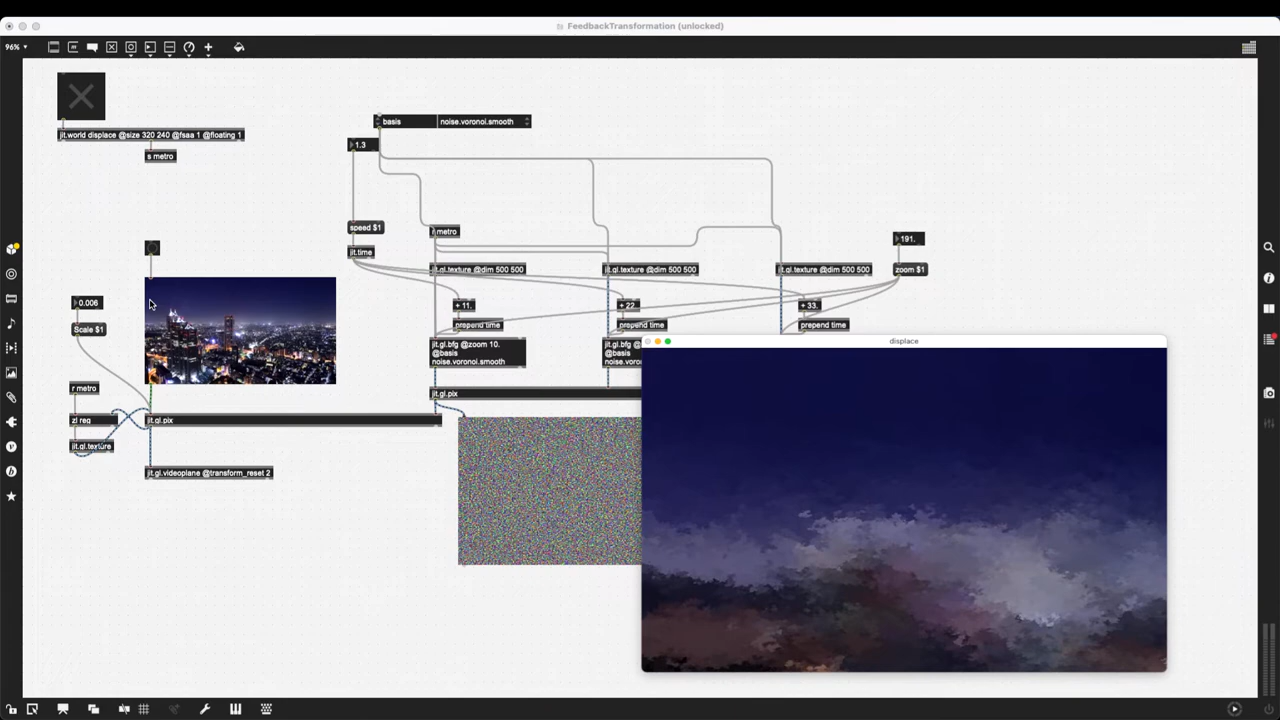 FeedbackTransformation (unlocked)
96%
jit.world displace @size 320 240 @fsaa 1 @floating 1
s metro
basis
noise.voronoi.smooth
1.3
speed $1
jit.time
r metro
191.
zoom $1
jit.gl.texture @dim 500 500
jit.gl.texture @dim 500 500
jit.gl.texture @dim 500 500
+ 11.
+ 22.
+ 33.
prepend time
prepend time
prepend time
0.006
Scale $1
jit.gl.bfg @zoom 10.
@basis
noise.voronoi.smooth
jit.gl.bfg @
@basis
noise.voronoi
displace
r metro
jit.gl.pix
zl reg
jit.gl.pix
jit.gl.texture
jit.gl.videoplane @transform_reset 2